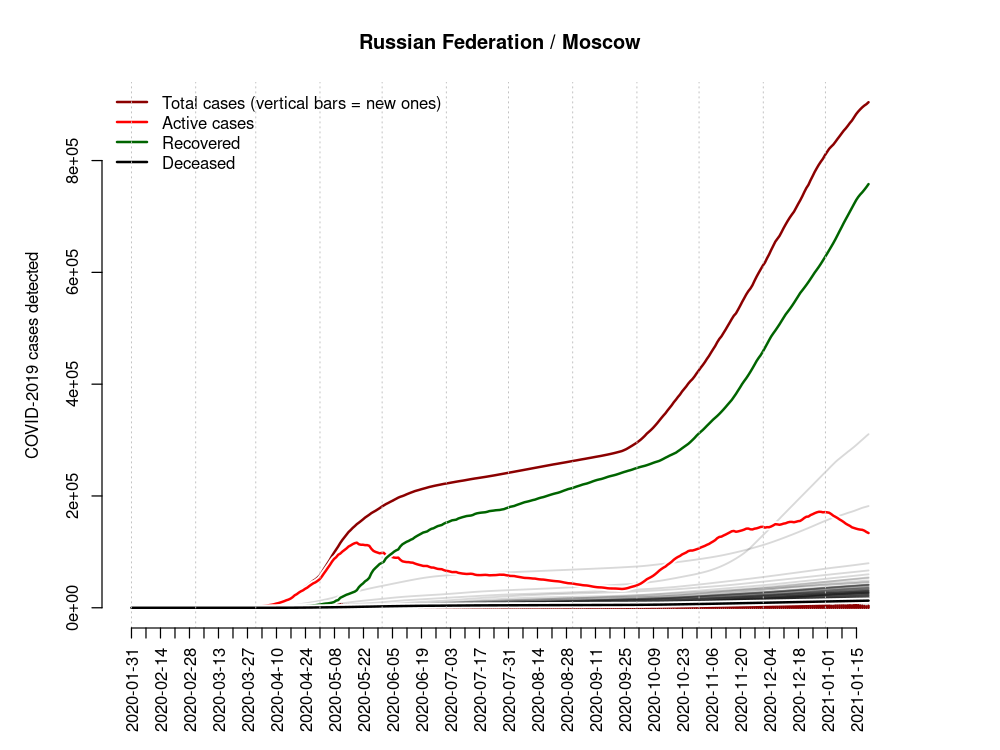 Russian Federation / Moscow
Total cases (vertical bars = new ones)
Active cases
Recovered
Deceased
COVID-2019 cases detected
8e+05
6e+05
4e+05
2e+05
0e+00
2020-01-31
2020-02-14
2020-02-28
2020-03-13
2020-03-27
2020-04-10
2020-04-24
2020-05-08
2020-05-22
2020-06-05
2020-06-19
2020-07-03
2020-07-17
2020-07-31
2020-08-14
2020-08-28
2020-09-11
2020-09-25
2020-10-09
2020-10-23
2020-11-06
2020-11-20
2020-12-04
2020-12-18
2021-01-01
2021-01-15